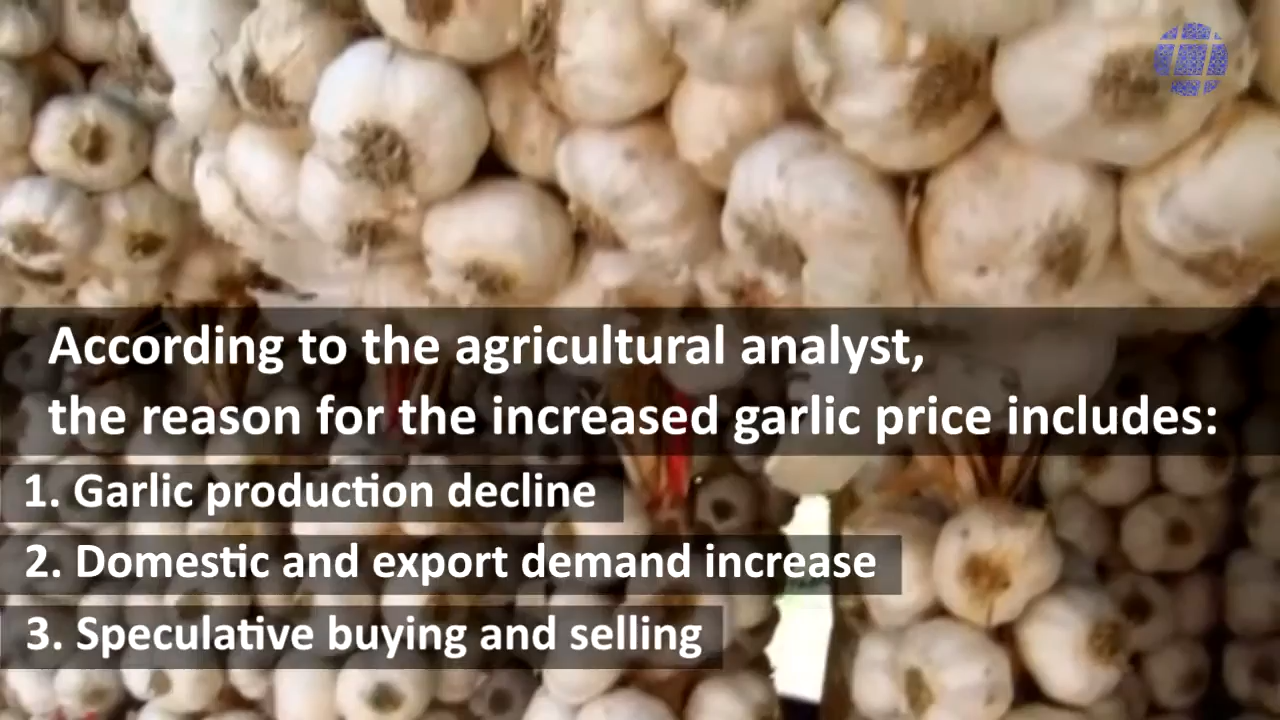 According to the agricultural analyst,
the reason for the increased garlic price includes:
1. Garlic production decline
2. Domestic and export demand increase
3. Speculative buying and selling